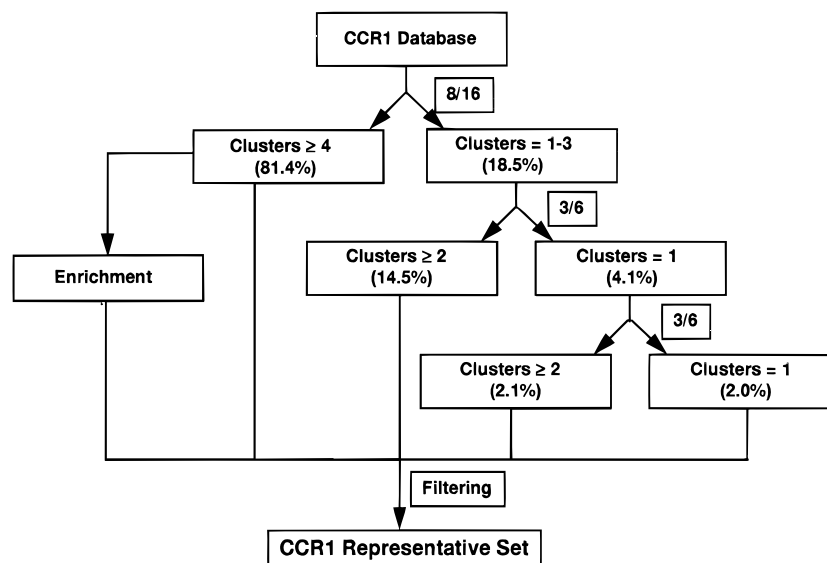 CCR1 Database
8/16
Clusters ≥ 4
(81.4%)
Clusters = 1-3
(18.5%)
3/6
Enrichment
Clusters ≥ 2
(14.5%)
Clusters = 1
(4.1%)
3/6
Clusters ≥ 2
(2.1%)
Clusters = 1
(2.0%)
Filtering
CCR1 Representative Set